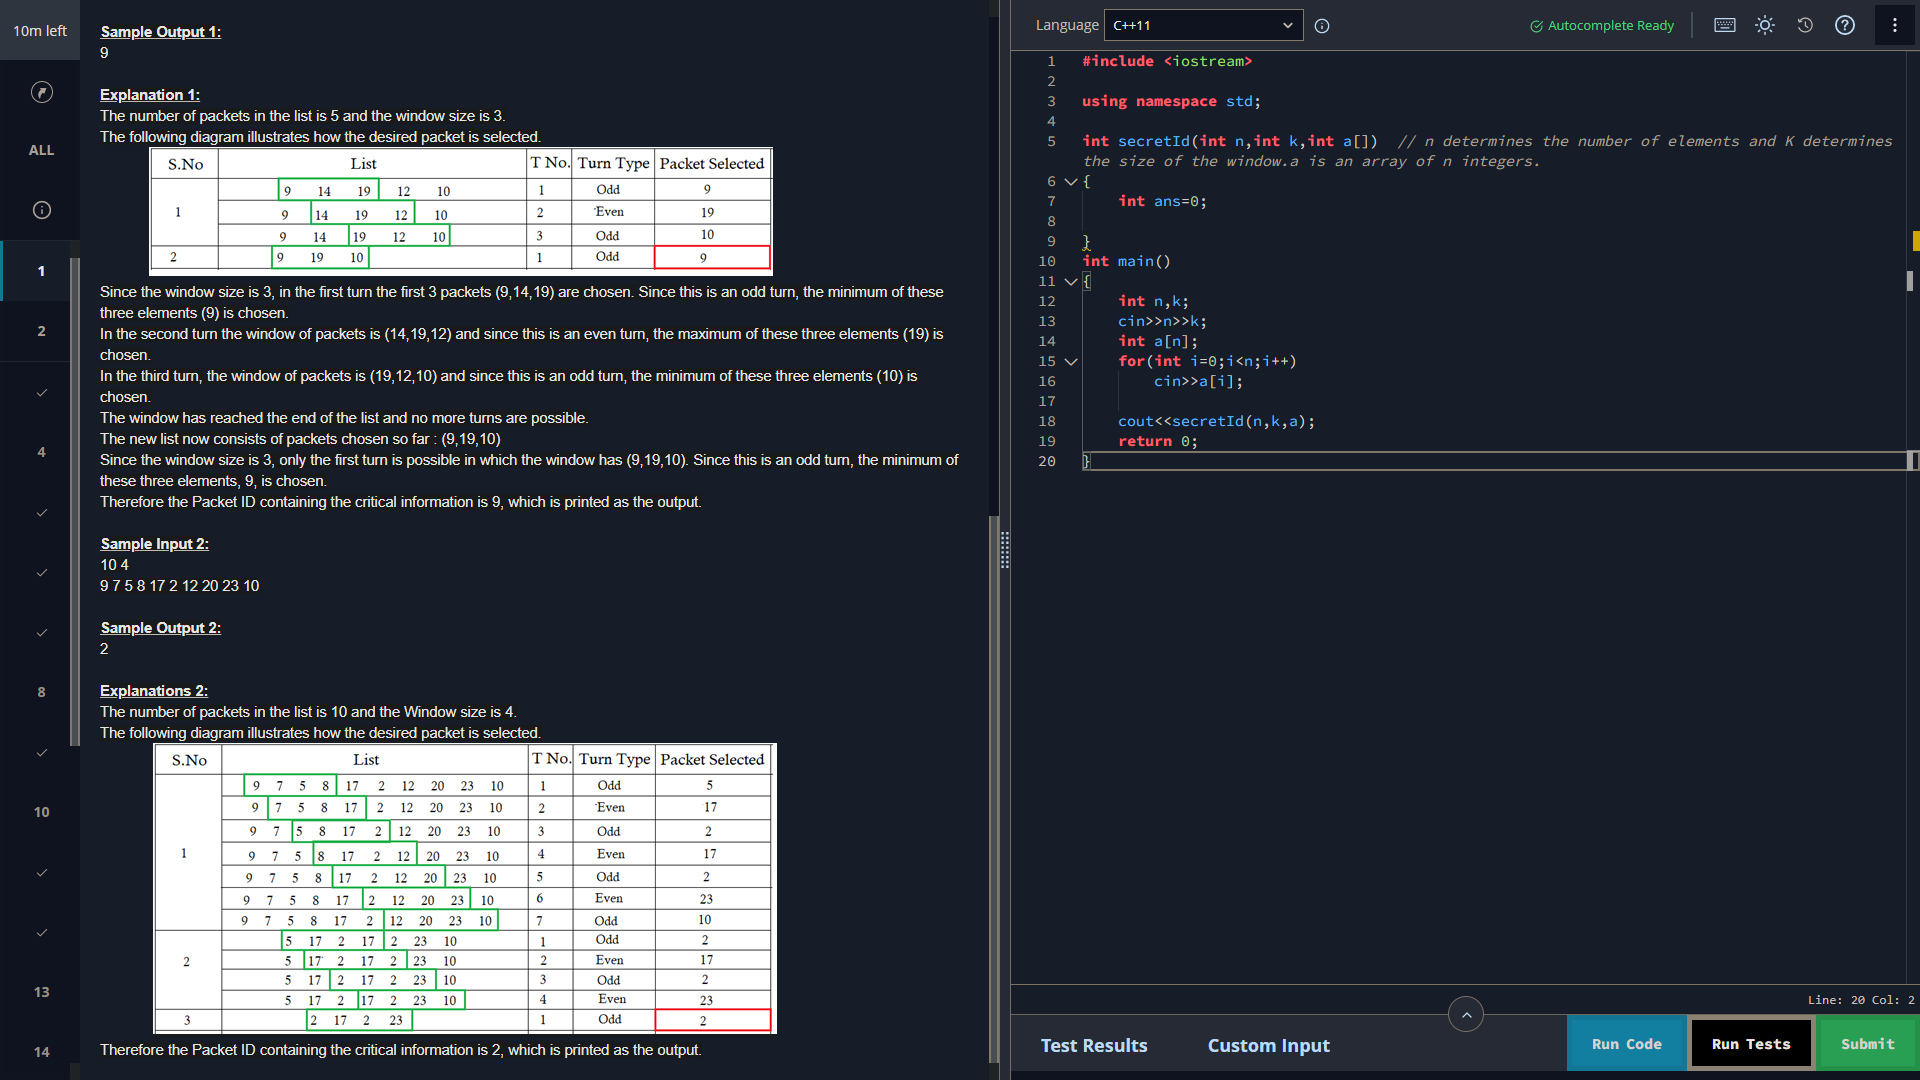 10m left
ALL
1
2
4
8
10
13
14
Sample Output 1:
9
Explanation 1:
The number of packets in the list is 5 and the window size is 3.
The following diagram illustrates how the desired packet is selected.
S.No List T No. Turn Type Packet Selected
1
9 14 19 12 10 1 Odd 9
9 14 19 12 10 2 Even 19
9 14 19 12 10 3 Odd 10
2 9 19 10 1 Odd 9
Since the window size is 3, in the first turn the first 3 packets (9,14,19) are chosen. Since this is an odd turn, the minimum of these
three elements (9) is chosen.
In the second turn the window of packets is (14,19,12) and since this is an even turn, the maximum of these three elements (19) is
chosen.
In the third turn, the window of packets is (19,12,10) and since this is an odd turn, the minimum of these three elements (10) is
chosen.
The window has reached the end of the list and no more turns are possible.
The new list now consists of packets chosen so far : (9,19,10)
Since the window size is 3, only the first turn is possible in which the window has (9,19,10). Since this is an odd turn, the minimum of
these three elements, 9, is chosen.
Therefore the Packet ID containing the critical information is 9, which is printed as the output.
Sample Input 2:
10 4
9 7 5 8 17 2 12 20 23 10
Sample Output 2:
2
Explanations 2:
The number of packets in the list is 10 and the Window size is 4.
The following diagram illustrates how the desired packet is selected.
S.No List T No. Turn Type Packet Selected
1
9 7 5 8 17 2 12 20 23 10 1 Odd 5
9 7 5 8 17 2 12 20 23 10 2 Even 17
9 7 5 8 17 2 12 20 23 10 3 Odd 2
9 7 5 8 17 2 12 20 23 10 4 Even 17
9 7 5 8 17 2 12 20 23 10 5 Odd 2
9 7 5 8 17 2 12 20 23 10 6 Even 23
9 7 5 8 17 2 12 20 23 10 7 Odd 10
2
5 17 2 17 2 23 10 1 Odd 2
5 17 2 17 2 23 10 2 Even 17
5 17 2 17 2 23 10 3 Odd 2
5 17 2 17 2 23 10 4 Even 23
3 2 17 2 23 1 Odd 2
Therefore the Packet ID containing the critical information is 2, which is printed as the output.
Language C++11 Autocomplete Ready
1 #include <iostream>
2
3 using namespace std;
4
5 int secretId(int n,int k,int a[]) // n determines the number of elements and K determines
the size of the window.a is an array of n integers.
6 {
7 int ans=0;
8
9 }
10 int main()
11 {
12 int n,k;
13 cin>>n>>k;
14 int a[n];
15 for(int i=0;i<n;i++)
16 cin>>a[i];
17
18 cout<<secretId(n,k,a);
19 return 0;
20 }
Line: 20 Col: 2
Test Results Custom Input Run Code Run Tests Submit